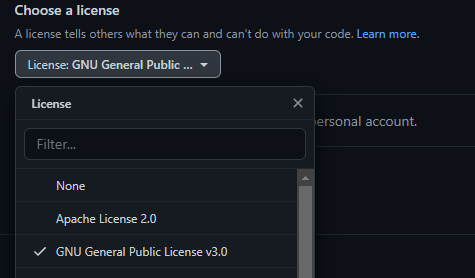 Choose a license
A license tells others what they can and can't do with your code. Learn more.
License: GNU General Public ...
License
personal account.
Filter...
None
Apache License 2.0
GNU General Public License v3.0